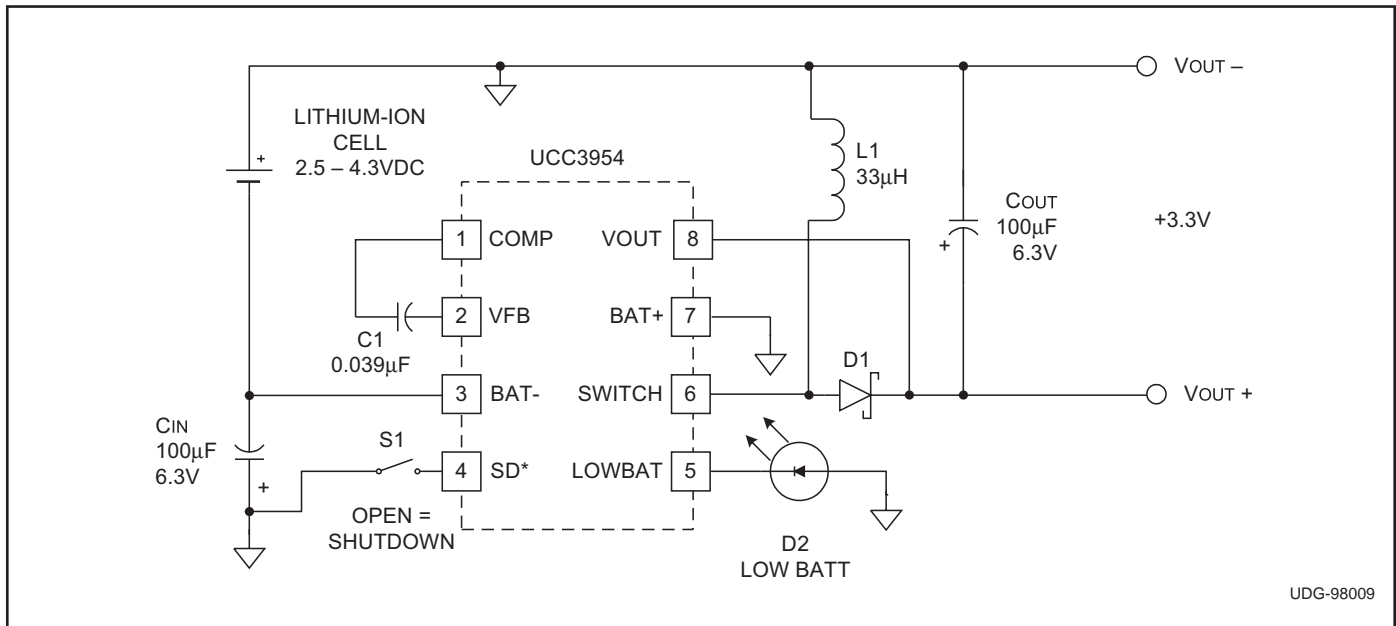 VOUT –
LITHIUM-ION
CELL
2.5 – 4.3VDC
+
UCC3954
L1
33μH
COUT
100μF
6.3V
+
+3.3V
1
COMP
VOUT
8
2
VFB
BAT+
7
C1
0.039μF
D1
3
BAT-
SWITCH
6
VOUT +
CIN
100μF
6.3V
+
S1
4
SD*
LOWBAT
5
OPEN =
SHUTDOWN
D2
LOW BATT
UDG-98009